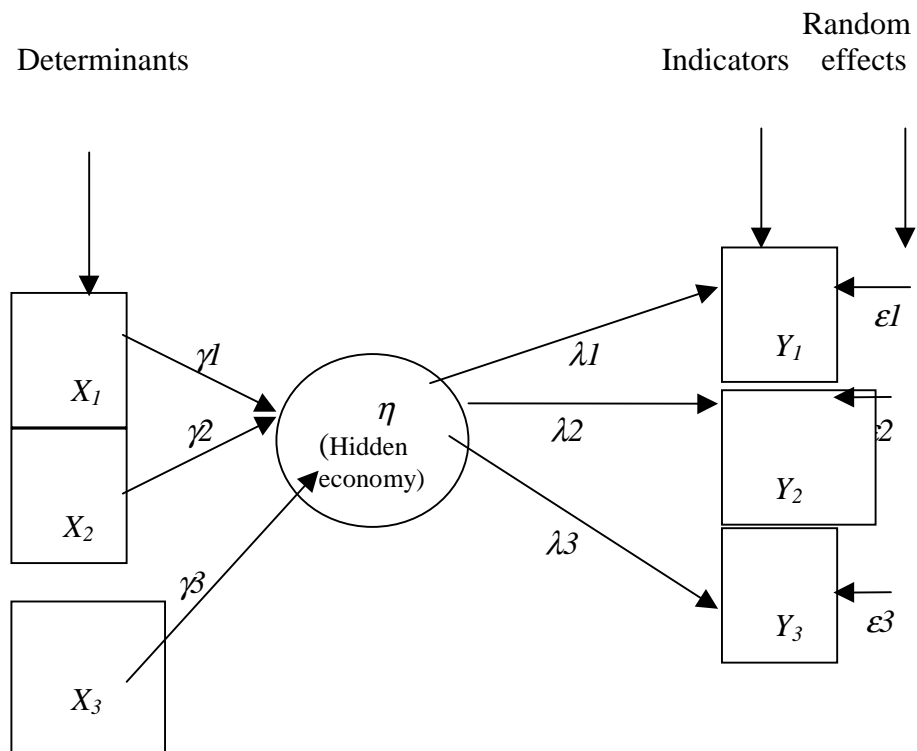 Random
Determinants Indicators effects
ε1
γ1 λ1 Y₁
X₁
η
γ2 λ2 ε2
(Hidden
economy)
X₂ Y₂
λ3
γ3
ε3
Y₃
X₃